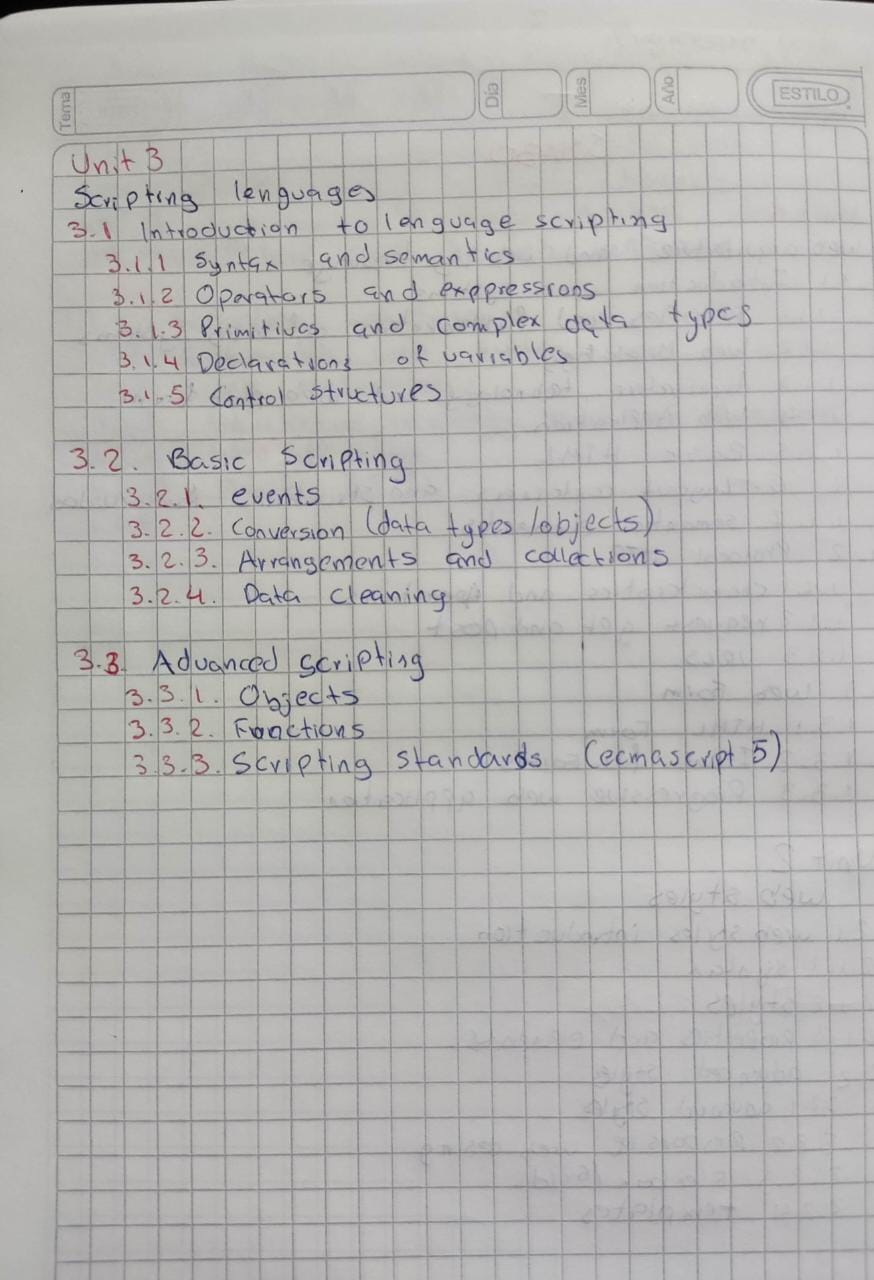 Tema Día Mes Año ESTILO
Unit 3
Scripting lenguages
3.1 Introduction to lenguage scripting
3.1.1 Syntax and semantics
3.1.2 Operators and exppressions
3.1.3 Primitives and complex data types
3.1.4 Declarations of variables
3.1.5 Control structures
3.2. Basic Scripting
3.2.1. events
3.2.2. Conversion (data types /objects)
3.2.3. Arrangements and collections
3.2.4. Data cleaning
3.3. Advanced scripting
3.3.1. Objects
3.3.2. Functions
3.3.3. Scripting standards (ecmascript 5)